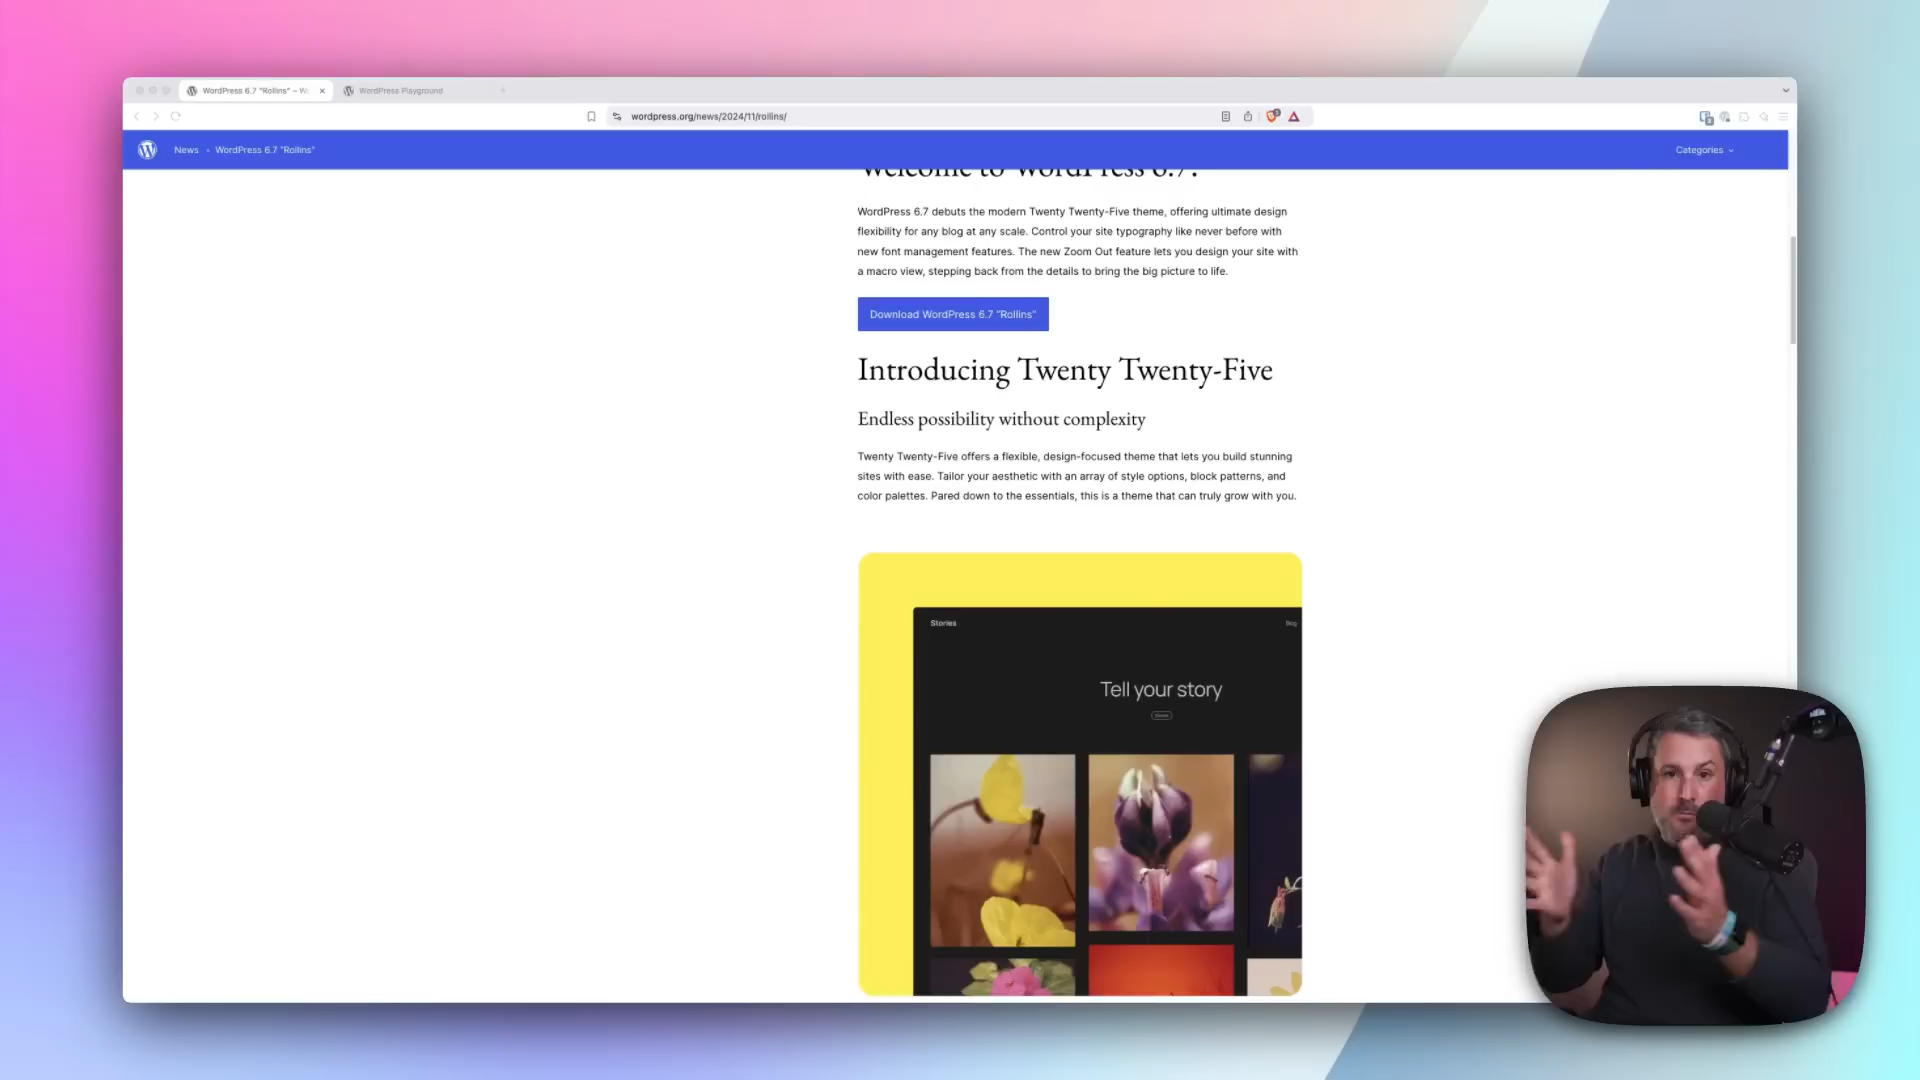 WordPress 6.7 "Rollins" – Wo
WordPress Playground
wordpress.org/news/2024/11/rollins/
News • WordPress 6.7 "Rollins"
Categories
Welcome to WordPress 6.7!
WordPress 6.7 debuts the modern Twenty Twenty-Five theme, offering ultimate design
flexibility for any blog at any scale. Control your site typography like never before with
new font management features. The new Zoom Out feature lets you design your site with
a macro view, stepping back from the details to bring the big picture to life.
Download WordPress 6.7 "Rollins"
Introducing Twenty Twenty-Five
Endless possibility without complexity
Twenty Twenty-Five offers a flexible, design-focused theme that lets you build stunning
sites with ease. Tailor your aesthetic with an array of style options, block patterns, and
color palettes. Pared down to the essentials, this is a theme that can truly grow with you.
Stories
Blog
Tell your story